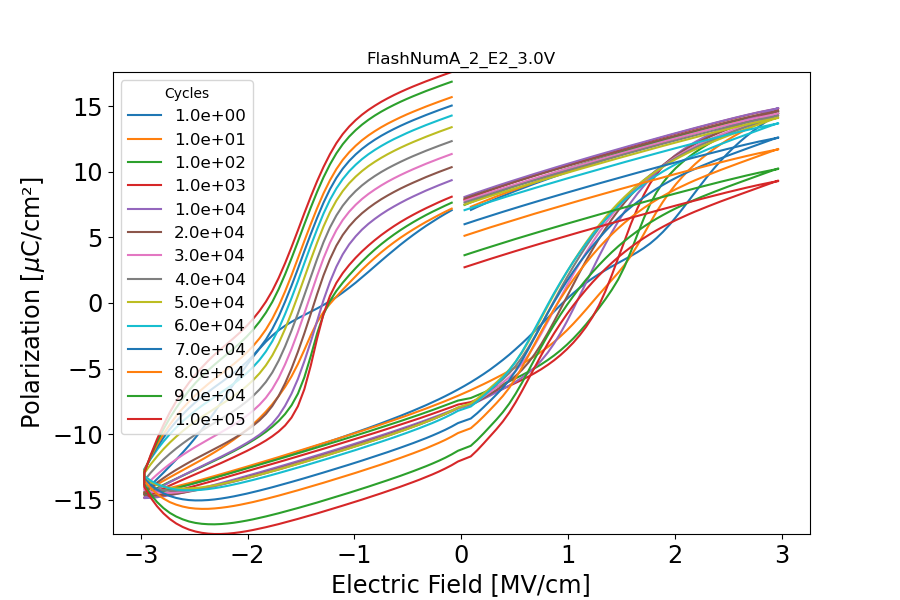 FlashNumA_2_E2_3.0V
Polarization [μC/cm²]
15
10
5
0
−5
−10
−15
Cycles
1.0e+00
1.0e+01
1.0e+02
1.0e+03
1.0e+04
2.0e+04
3.0e+04
4.0e+04
5.0e+04
6.0e+04
7.0e+04
8.0e+04
9.0e+04
1.0e+05
−3 −2 −1 0 1 2 3
Electric Field [MV/cm]